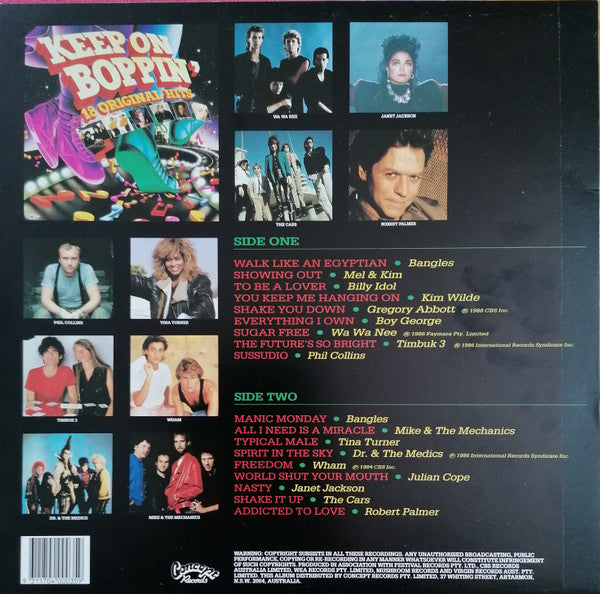 KEEP ON
BOPPIN'
18 ORIGINAL HITS
WA WA NEE
JANET JACKSON
THE CARS
ROBERT PALMER
PHIL COLLINS
TINA TURNER
TIMBUK 3
WHAM
DR. & THE MEDICS
MIKE & THE MECHANICS
SIDE ONE
WALK LIKE AN EGYPTIAN • Bangles
SHOWING OUT • Mel & Kim
TO BE A LOVER • Billy Idol
YOU KEEP ME HANGING ON • Kim Wilde
SHAKE YOU DOWN • Gregory Abbott ℗ 1986 CBS Inc.
EVERYTHING I OWN • Boy George
SUGAR FREE • Wa Wa Nee ℗ 1986 Paymara Pty. Limited
THE FUTURE'S SO BRIGHT • Timbuk 3 ℗ 1986 International Records Syndicate Inc.
SUSSUDIO • Phil Collins
SIDE TWO
MANIC MONDAY • Bangles
ALL I NEED IS A MIRACLE • Mike & The Mechanics
TYPICAL MALE • Tina Turner
SPIRIT IN THE SKY • Dr. & The Medics ℗ 1986 International Records Syndicate Inc.
FREEDOM • Wham ℗ 1984 CBS Inc.
WORLD SHUT YOUR MOUTH • Julian Cope
NASTY • Janet Jackson
SHAKE IT UP • The Cars
ADDICTED TO LOVE • Robert Palmer
Concept
Records
WARNING: COPYRIGHT SUBSISTS IN ALL THESE RECORDINGS. ANY UNAUTHORISED BROADCASTING, PUBLIC
PERFORMANCE, COPYING OR RE-RECORDING IN ANY MANNER WHATSOEVER WILL CONSTITUTE INFRINGEMENT
OF SUCH COPYRIGHTS. PRODUCED IN ASSOCIATION WITH FESTIVAL RECORDS PTY. LTD., CBS RECORDS
AUSTRALIA LIMITED, WEA RECORDS PTY. LIMITED, MUSHROOM RECORDS AND VIRGIN RECORDS AUST. PTY.
LIMITED. THIS ALBUM DISTRIBUTED BY CONCEPT RECORDS PTY. LIMITED, 37 WHITING STREET, ARTARMON,
N.S.W. 2064, AUSTRALIA.